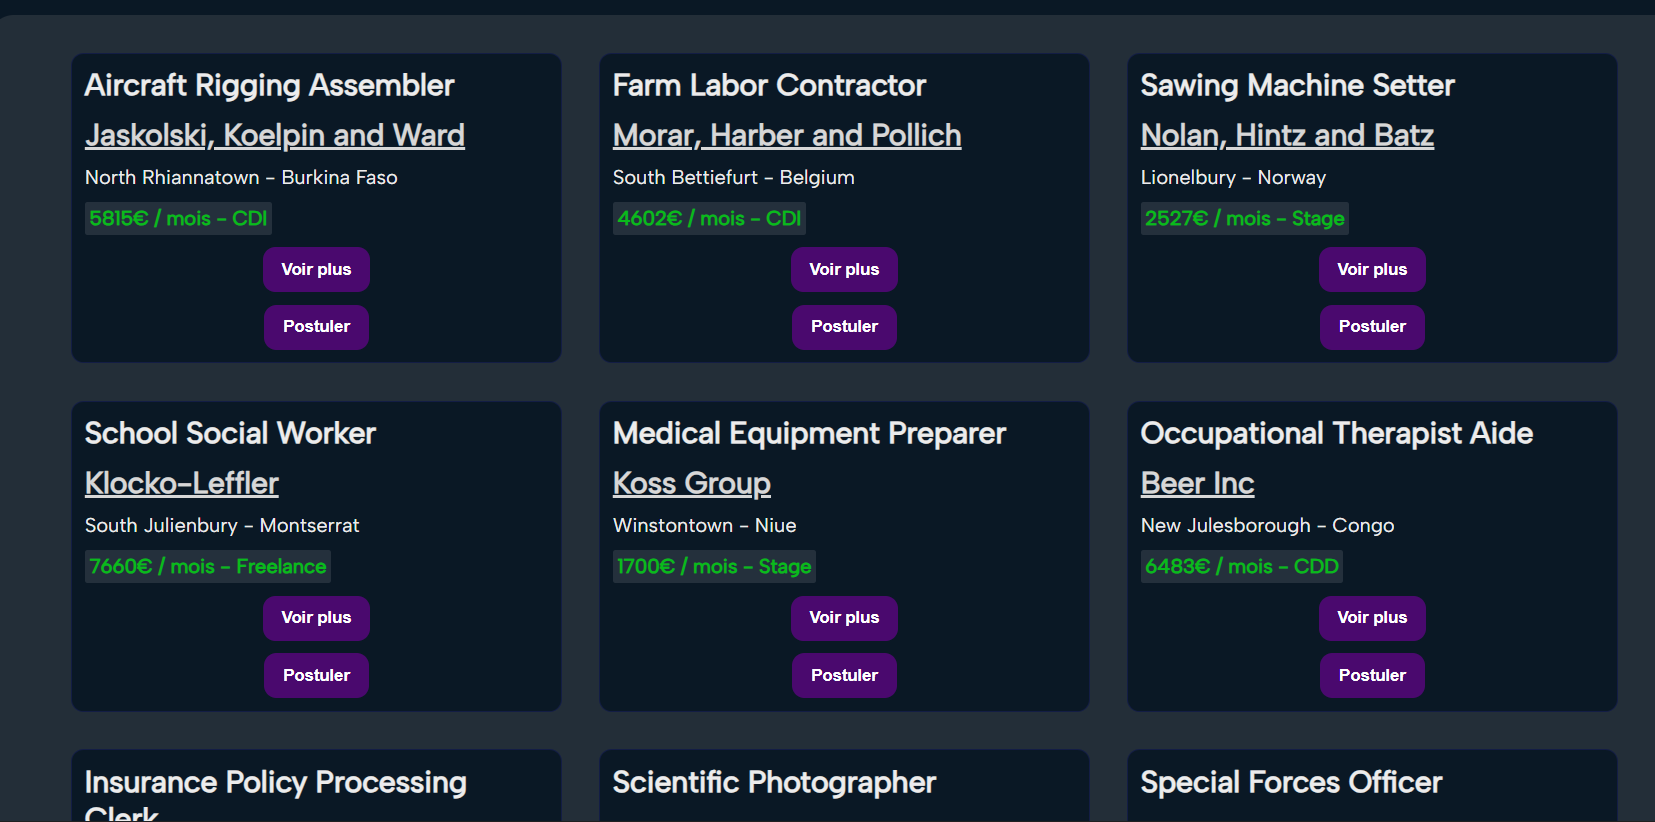 Aircraft Rigging Assembler
Jaskolski, Koelpin and Ward
North Rhiannatown - Burkina Faso
5815€ / mois - CDI
Voir plus
Postuler
Farm Labor Contractor
Morar, Harber and Pollich
South Bettiefurt - Belgium
4602€ / mois - CDI
Voir plus
Postuler
Sawing Machine Setter
Nolan, Hintz and Batz
Lionelbury - Norway
2527€ / mois - Stage
Voir plus
Postuler
School Social Worker
Klocko-Leffler
South Julienbury - Montserrat
7660€ / mois - Freelance
Voir plus
Postuler
Medical Equipment Preparer
Koss Group
Winstontown - Niue
1700€ / mois - Stage
Voir plus
Postuler
Occupational Therapist Aide
Beer Inc
New Julesborough - Congo
6483€ / mois - CDD
Voir plus
Postuler
Insurance Policy Processing
Clerk
Scientific Photographer
Special Forces Officer